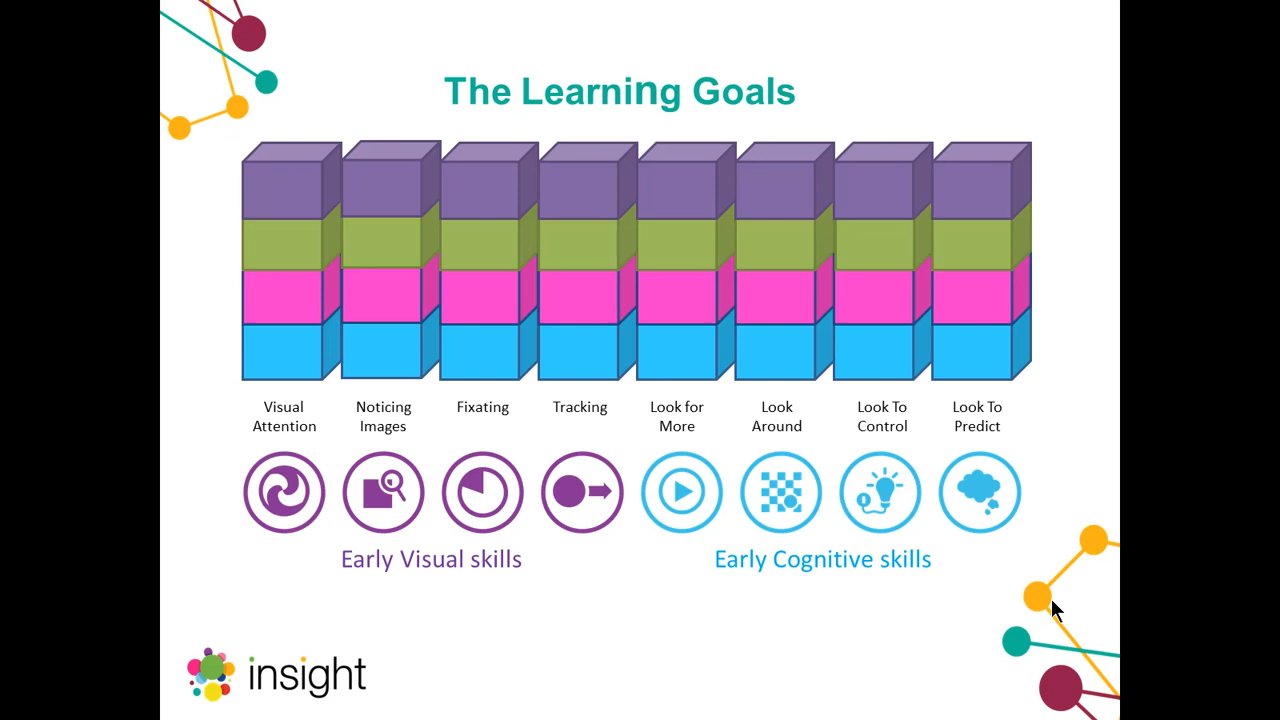 The Learning Goals
Visual
Attention
Noticing
Images
Fixating
Tracking
Look for
More
Look
Around
Look To
Control
Look To
Predict
Early Visual skills
Early Cognitive skills
insight